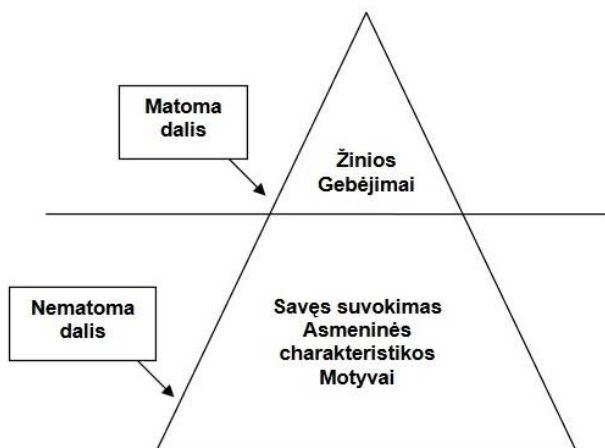 Matoma
dalis
Žinios
Gebėjimai
Nematoma
dalis
Savęs suvokimas
Asmeninės
charakteristikos
Motyvai